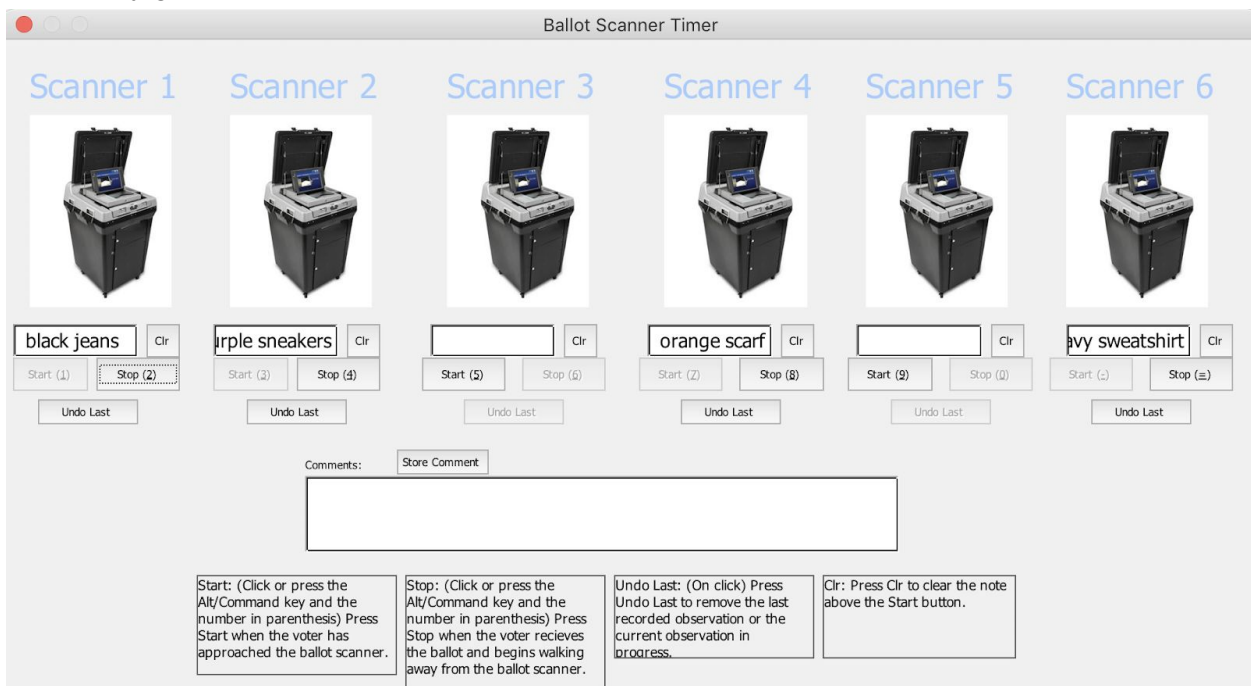 Ballot Scanner Timer
Scanner 1 Scanner 2 Scanner 3 Scanner 4 Scanner 5 Scanner 6
black jeans Clr urple sneakers Clr Clr orange scarf Clr Clr avy sweatshirt Clr
Start (1) Stop (2) Start (3) Stop (4) Start (5) Stop (6) Start (7) Stop (8) Start (9) Stop (0) Start (-) Stop (=)
Undo Last Undo Last Undo Last Undo Last Undo Last Undo Last
Comments: Store Comment
Start: (Click or press the
Alt/Command key and the
number in parenthesis) Press
Start when the voter has
approached the ballot scanner.
Stop: (Click or press the
Alt/Command key and the
number in parenthesis) Press
Stop when the voter recieves
the ballot and begins walking
away from the ballot scanner.
Undo Last: (On click) Press
Undo Last to remove the last
recorded observation or the
current observation in
progress.
Clr: Press Clr to clear the note
above the Start button.